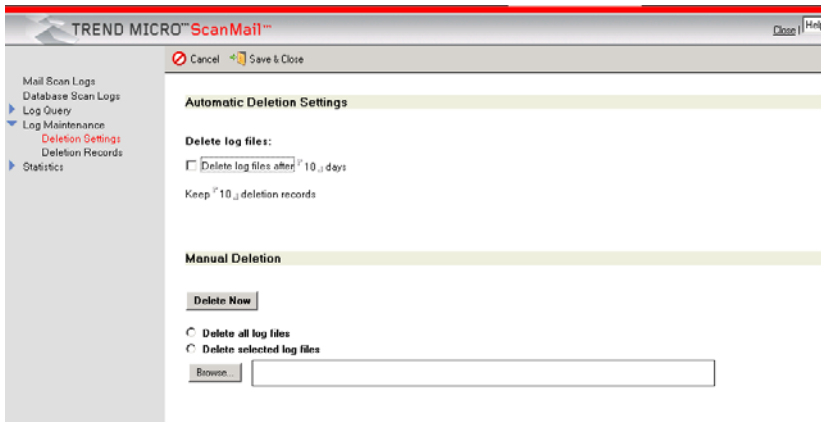 TREND MICRO™ ScanMail™
Close | Help
Cancel Save & Close
Mail Scan Logs
Database Scan Logs
Log Query
Log Maintenance
Deletion Settings
Deletion Records
Statistics
Automatic Deletion Settings
Delete log files:
Delete log files after 10 days
Keep 10 deletion records
Manual Deletion
Delete Now
Delete all log files
Delete selected log files
Browse...